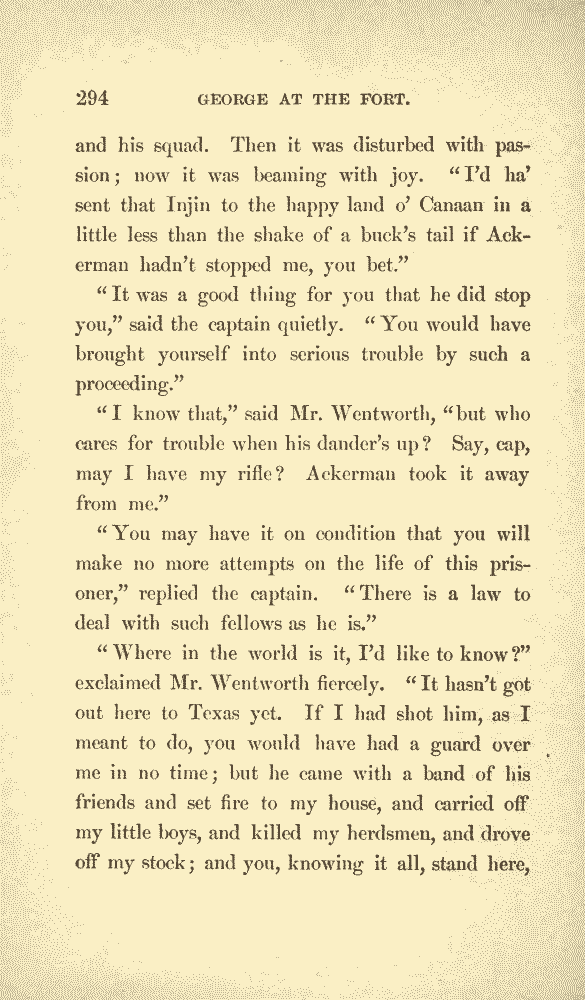 294 GEORGE AT THE FORT.
and his squad. Then it was disturbed with pas-
sion; now it was beaming with joy. “I’d ha’
sent that Injin to the happy land o’ Canaan in a
little less than the shake of a buck’s tail if Ack-
erman hadn’t stopped me, you bet.”
“It was a good thing for you that he did stop
you,” said the captain quietly. “You would have
brought yourself into serious trouble by such a
proceeding.”
“I know that,” said Mr. Wentworth, “but who
cares for trouble when his dander’s up? Say, cap,
may I have my rifle? Ackerman took it away
from me.”
“You may have it on condition that you will
make no more attempts on the life of this pris-
oner,” replied the captain. “There is a law to
deal with such fellows as he is.”
“Where in the world is it, I’d like to know?”
exclaimed Mr. Wentworth fiercely. “It hasn’t got
out here to Texas yet. If I had shot him, as I
meant to do, you would have had a guard over
me in no time; but he came with a band of his
friends and set fire to my house, and carried off
my little boys, and killed my herdsmen, and drove
off my stock; and you, knowing it all, stand here,